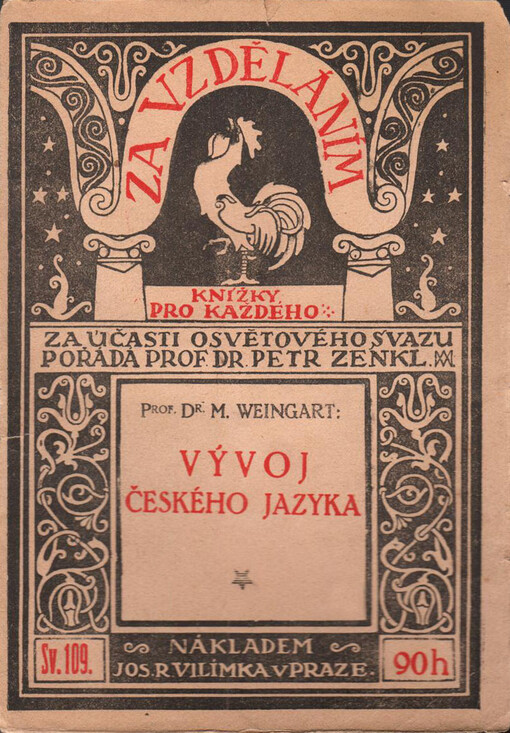 ZA VZDĚLÁNÍM
KNÍŽKY
PRO KAŽDÉHO
ZA ÚČASTI OSVĚTOVÉHO SVAZU
POŘÁDÁ PROF. DR. PETR ZENKL.
PROF. DR. M. WEINGART:
VÝVOJ
ČESKÉHO JAZYKA
Sv. 109.
NÁKLADEM
JOS. R. VILÍMKA V PRAZE.
90h